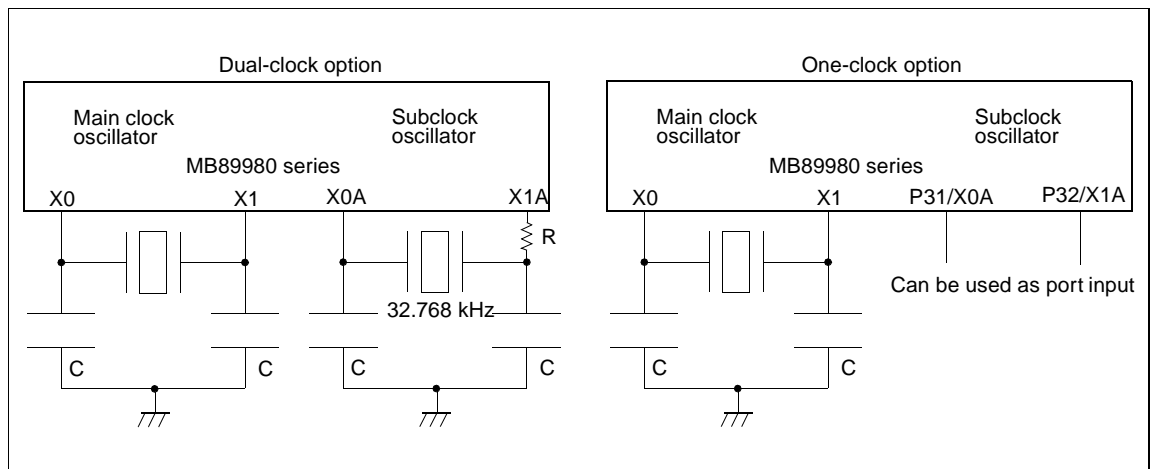 Dual-clock option
Main clock
oscillator
Subclock
oscillator
MB89980 series
X0
X1
X0A
X1A
R
32.768 kHz
C
C
C
C
One-clock option
Main clock
oscillator
Subclock
oscillator
MB89980 series
X0
X1
P31/X0A
P32/X1A
Can be used as port input
C
C